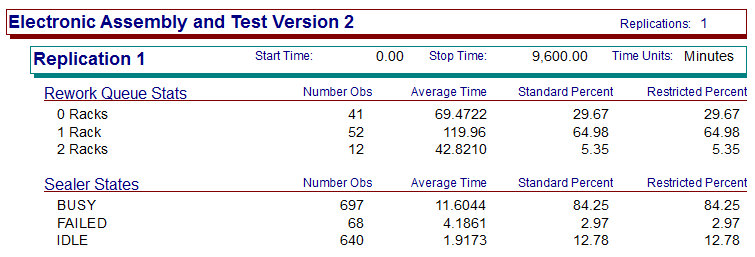 Electronic Assembly and Test Version 2 Replications: 1
Replication 1 Start Time: 0.00 Stop Time: 9,600.00 Time Units: Minutes
Rework Queue Stats Number Obs Average Time Standard Percent Restricted Percent
0 Racks 41 69.4722 29.67 29.67
1 Rack 52 119.96 64.98 64.98
2 Racks 12 42.8210 5.35 5.35
Sealer States Number Obs Average Time Standard Percent Restricted Percent
BUSY 697 11.6044 84.25 84.25
FAILED 68 4.1861 2.97 2.97
IDLE 640 1.9173 12.78 12.78